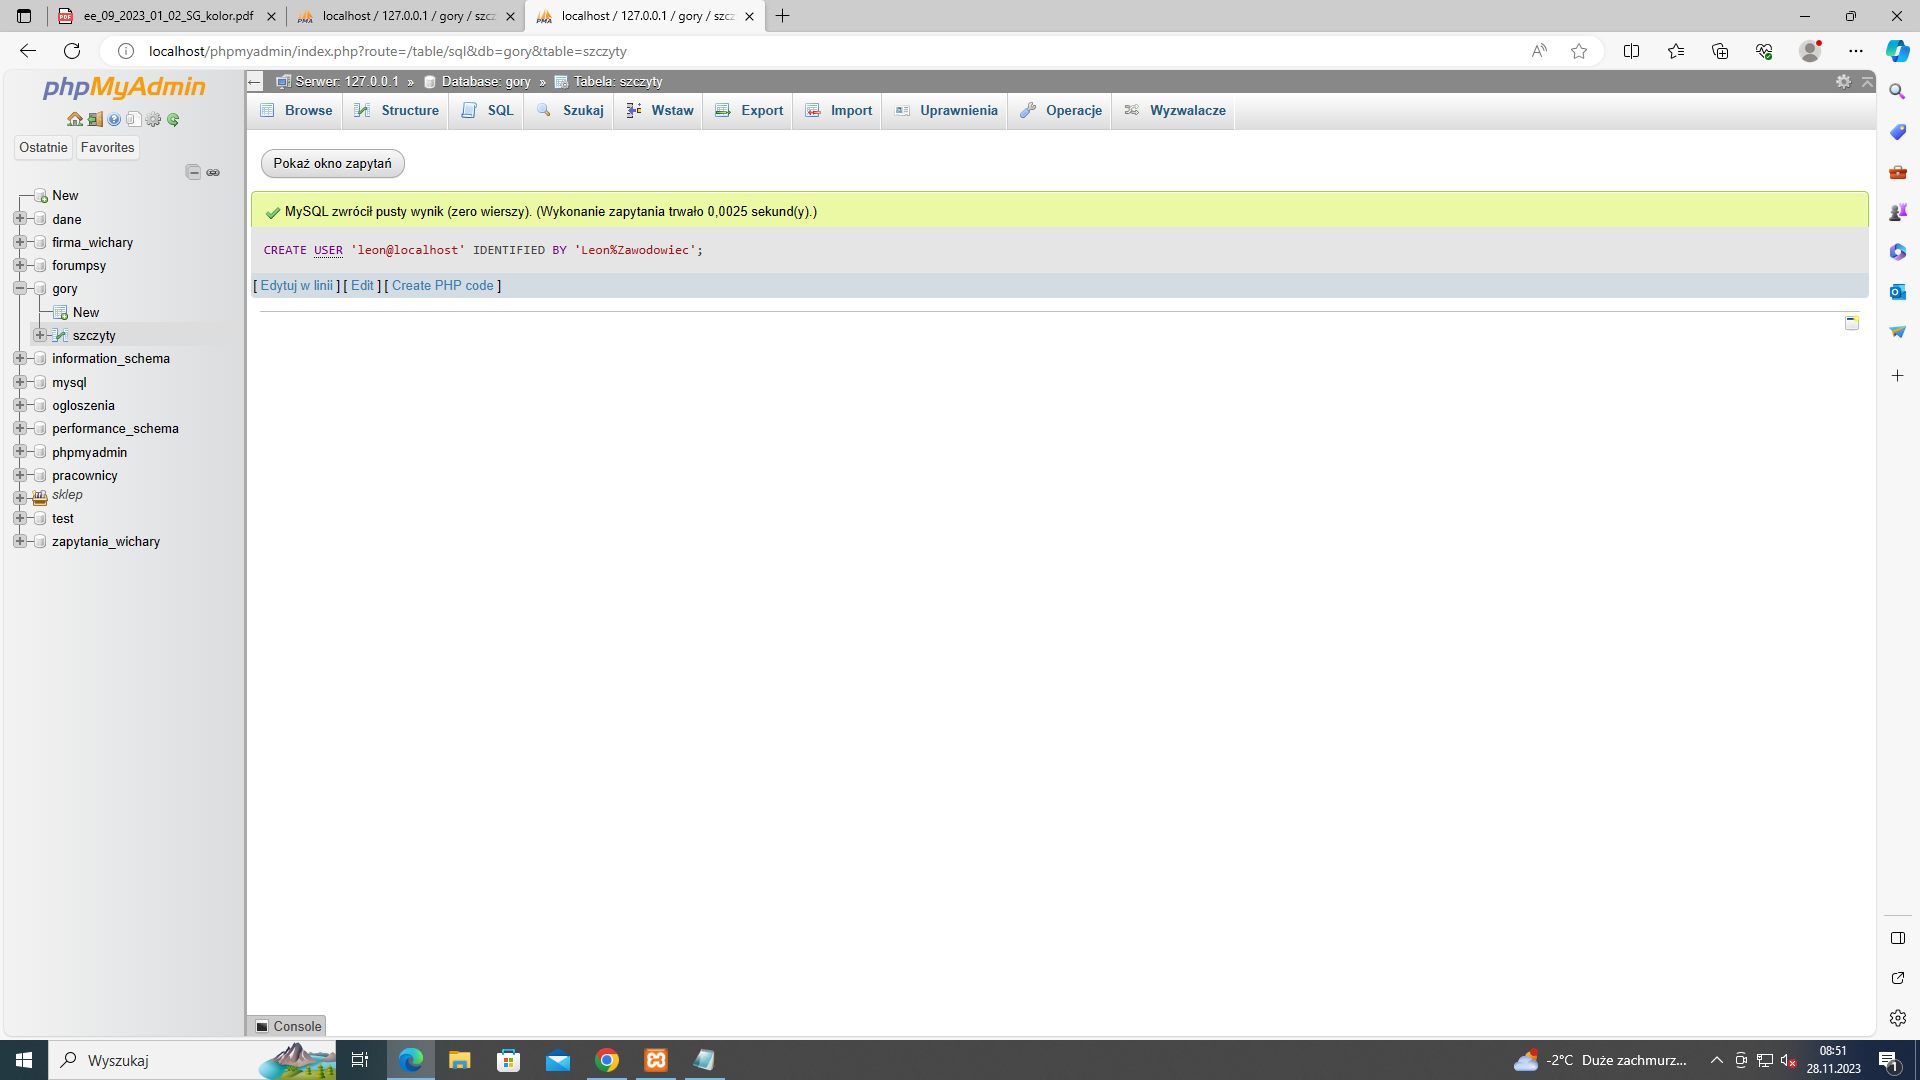 ee_09_2023_01_02_SG_kolor.pdf
localhost / 127.0.0.1 / gory / szcz
localhost / 127.0.0.1 / gory / szcz
localhost/phpmyadmin/index.php?route=/table/sql&db=gory&table=szczyty
phpMyAdmin
Ostatnie Favorites
New
dane
firma_wichary
forumpsy
gory
New
szczyty
information_schema
mysql
ogloszenia
performance_schema
phpmyadmin
pracownicy
sklep
test
zapytania_wichary
Serwer: 127.0.0.1 » Database: gory » Tabela: szczyty
Browse Structure SQL Szukaj Wstaw Export Import Uprawnienia Operacje Wyzwalacze
Pokaż okno zapytań
MySQL zwrócił pusty wynik (zero wierszy). (Wykonanie zapytania trwało 0,0025 sekund(y).)
CREATE USER 'leon@localhost' IDENTIFIED BY 'Leon%Zawodowiec';
[ Edytuj w linii ] [ Edit ] [ Create PHP code ]
Console
Wyszukaj
-2°C Duże zachmurz...
08:51
28.11.2023
1